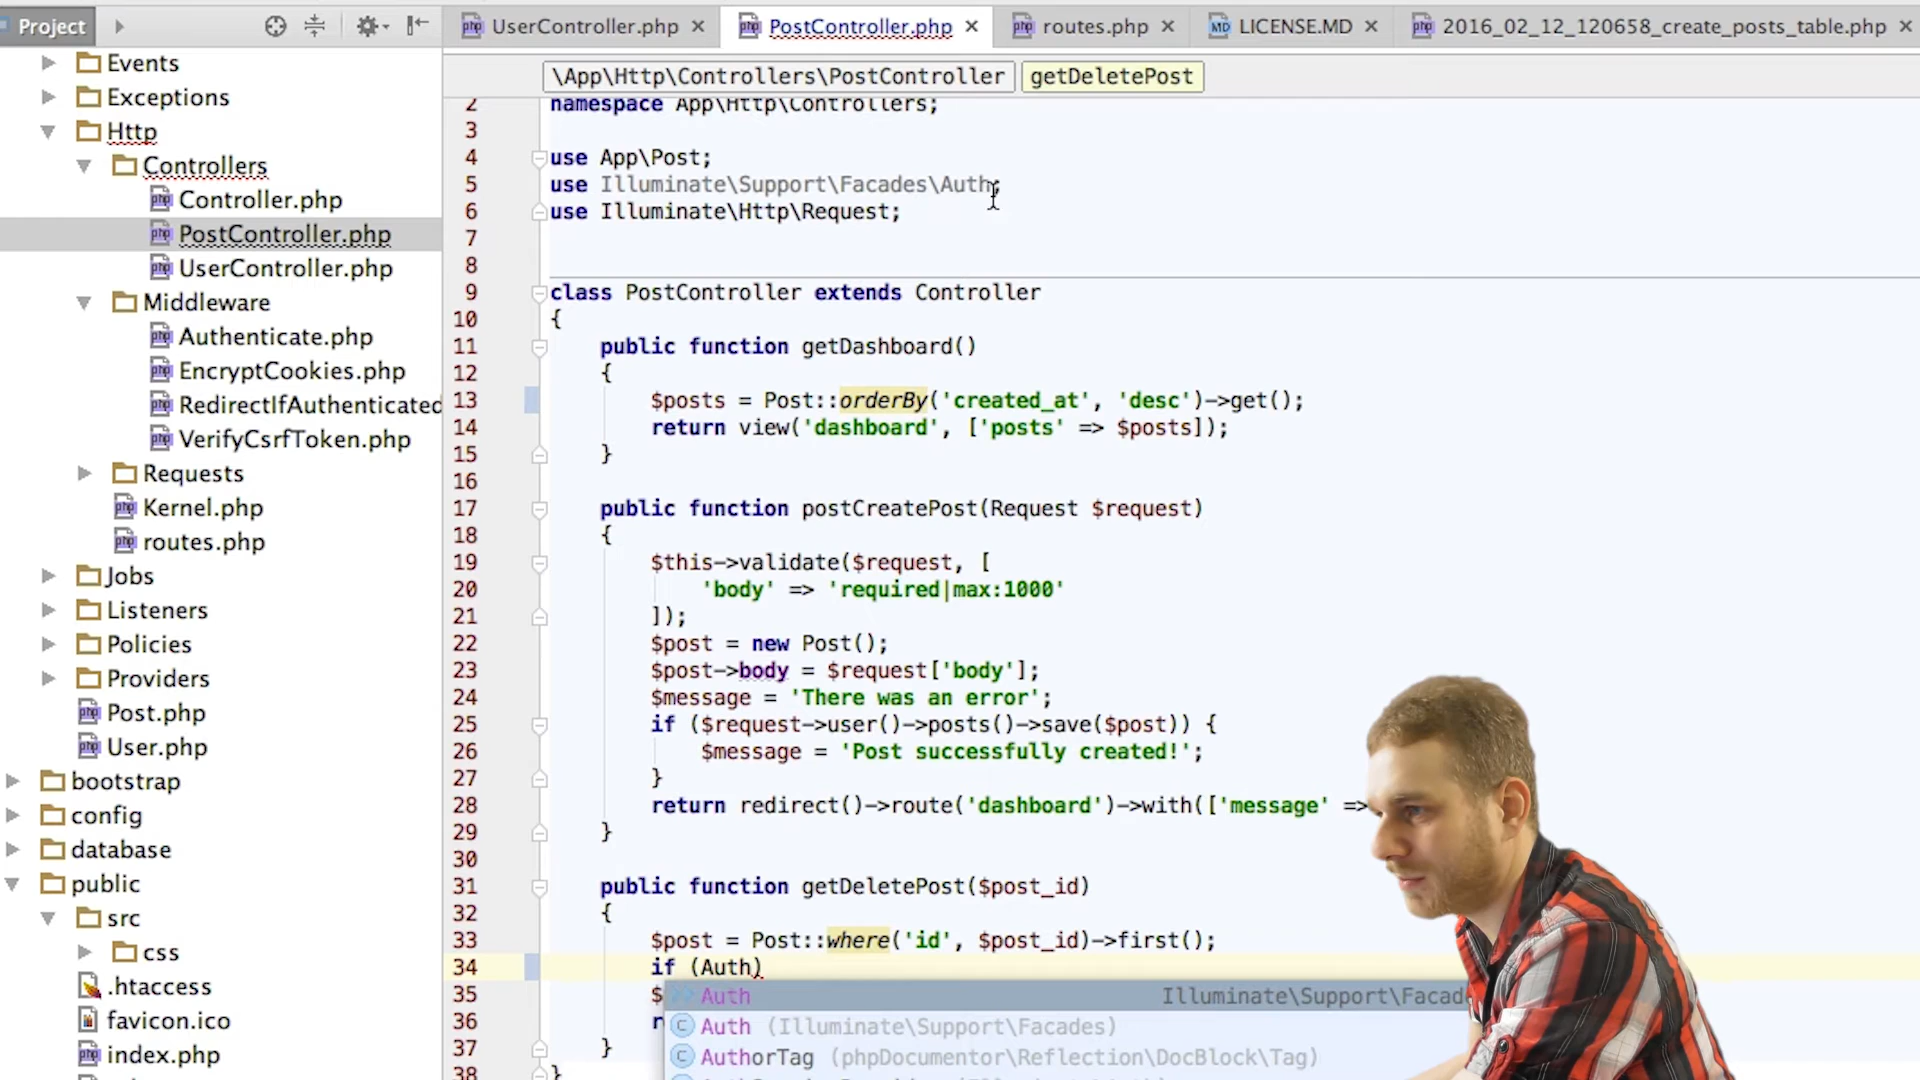 Project
UserController.php
PostController.php
routes.php
LICENSE.MD
2016_02_12_120658_create_posts_table.php
Events
Exceptions
Http
Controllers
Controller.php
PostController.php
UserController.php
Middleware
Authenticate.php
EncryptCookies.php
RedirectIfAuthenticated
VerifyCsrfToken.php
Requests
Kernel.php
routes.php
Jobs
Listeners
Policies
Providers
Post.php
User.php
bootstrap
config
database
public
src
css
.htaccess
favicon.ico
index.php
\App\Http\Controllers\PostController
getDeletePost
2 namespace App\Http\Controllers;
3
4 use App\Post;
5 use Illuminate\Support\Facades\Auth;
6 use Illuminate\Http\Request;
7
8
9 class PostController extends Controller
10 {
11 public function getDashboard()
12 {
13 $posts = Post::orderBy('created_at', 'desc')->get();
14 return view('dashboard', ['posts' => $posts]);
15 }
16
17 public function postCreatePost(Request $request)
18 {
19 $this->validate($request, [
20 'body' => 'required|max:1000'
21 ]);
22 $post = new Post();
23 $post->body = $request['body'];
24 $message = 'There was an error';
25 if ($request->user()->posts()->save($post)) {
26 $message = 'Post successfully created!';
27 }
28 return redirect()->route('dashboard')->with(['message' =>
29 }
30
31 public function getDeletePost($post_id)
32 {
33 $post = Post::where('id', $post_id)->first();
34 if (Auth)
35 $
36 r
37 }
38 }
Auth Illuminate\Support\Facad
Auth (Illuminate\Support\Facades)
AuthorTag (phpDocumentor\Reflection\DocBlock\Tag)